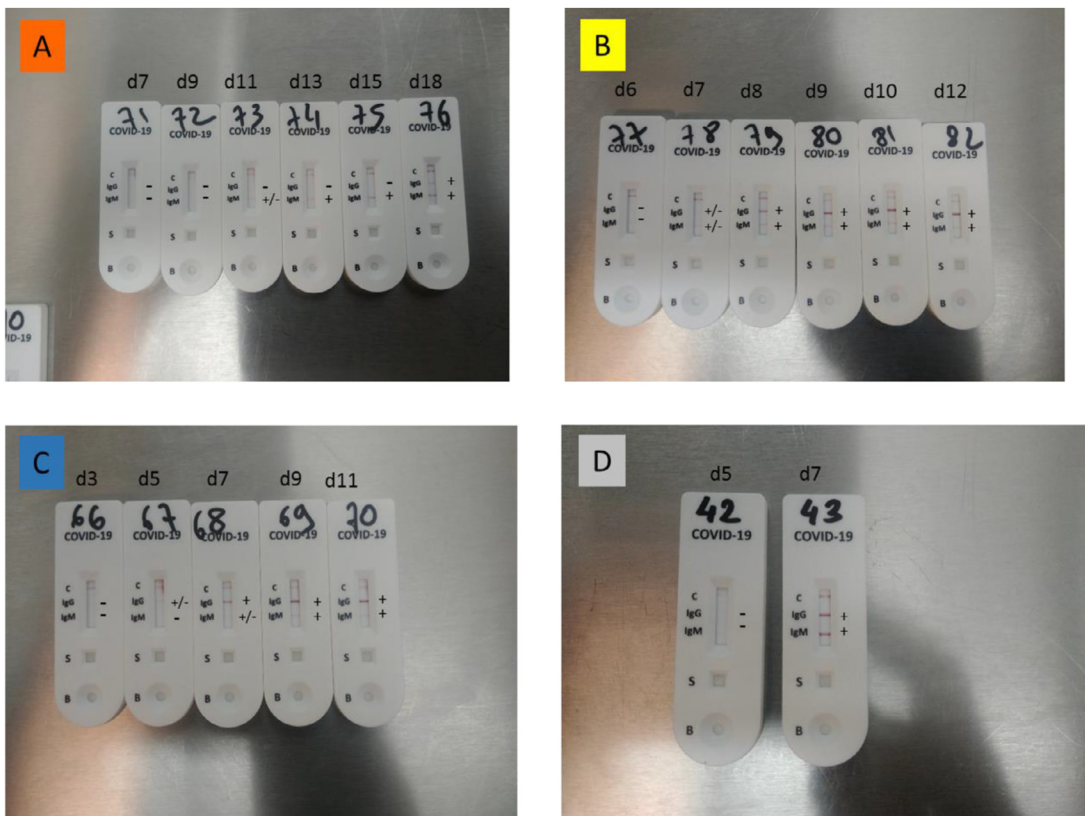 A
d7 d9 d11 d13 d15 d18
71 72 73 74 75 76
COVID-19 COVID-19 COVID-19 COVID-19 COVID-19 COVID-19
C C C C C C
IgG - IgG - IgG - IgG - IgG - IgG +
IgM - IgM - IgM +/- IgM + IgM + IgM +
S S S S S S
B B B B B B
B
d6 d7 d8 d9 d10 d12
77 78 79 80 81 82
COVID-19 COVID-19 COVID-19 COVID-19 COVID-19 COVID-19
C C C C C C
IgG - IgG +/- IgG + IgG + IgG + IgG +
IgM - IgM +/- IgM + IgM + IgM + IgM +
S S S S S S
B B B B B B
C
d3 d5 d7 d9 d11
66 67 68 69 70
COVID-19 COVID-19 COVID-19 COVID-19 COVID-19
C C C C C
IgG - IgG +/- IgG + IgG + IgG +
IgM - IgM - IgM +/- IgM + IgM +
S S S S S
B B B B B
D
d5 d7
42 43
COVID-19 COVID-19
C C
IgG - IgG +
IgM - IgM +
S S
B B